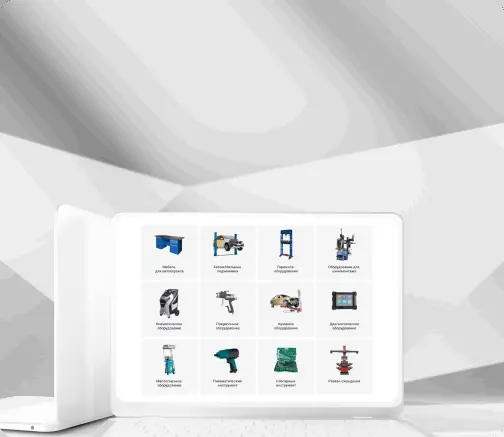 Мебель
для автосервиса
Автомобильные
подъемники
Гаражное
оборудование
Оборудование для
шиномонтажа
оборудование
Покрасочное
оборудование
Кузовное
оборудование
Диагностическое
оборудование
Маслосменное
оборудование
Пневматический
инструмент
Слесарный
инструмент
Развал-схождение